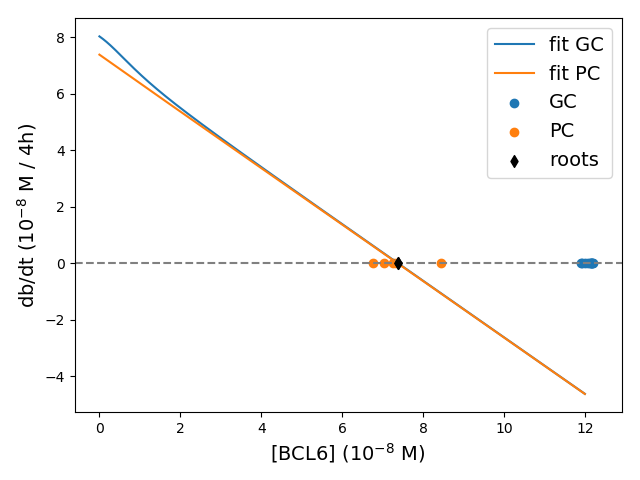 8
6
4
2
0
−2
−4
0
2
4
6
8
10
12
db/dt (10⁻⁸ M / 4h)
[BCL6] (10⁻⁸ M)
fit GC
fit PC
GC
PC
roots